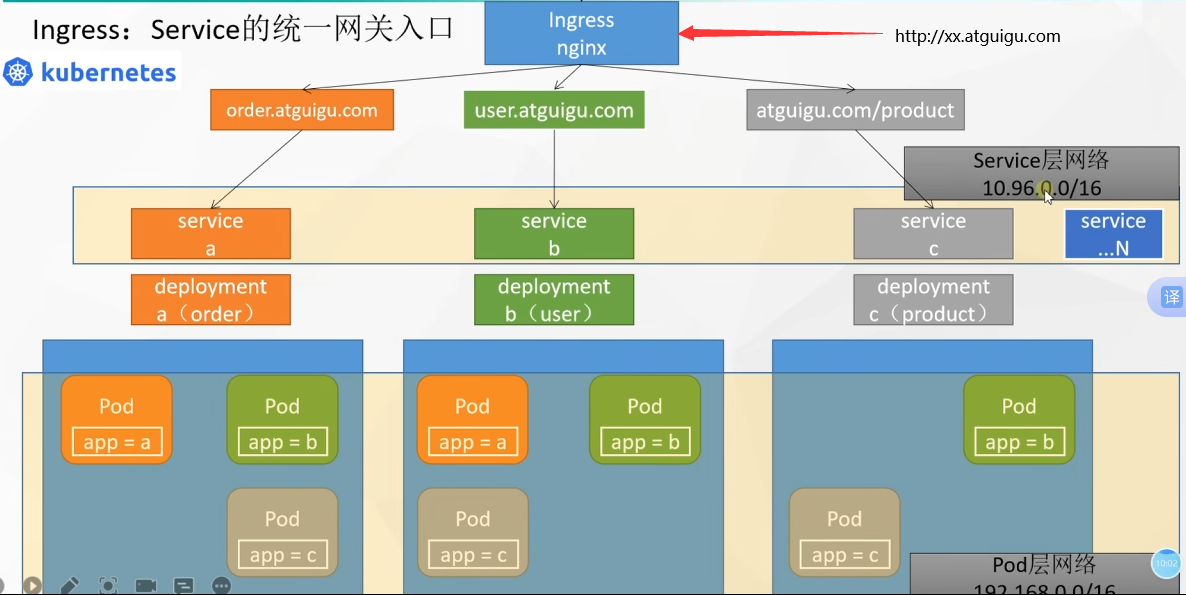 Ingress：Service的统一网关入口
Ingress
nginx
http://xx.atguigu.com
kubernetes
order.atguigu.com
user.atguigu.com
atguigu.com/product
Service层网络
10.96.0.0/16
service
a
service
b
service
c
service
...N
deployment
a（order）
deployment
b（user）
deployment
c（product）
译
Pod
app = a
Pod
app = b
Pod
app = a
Pod
app = b
Pod
app = b
Pod
app = c
Pod
app = c
Pod
app = c
Pod层网络
192.168.0.0/16
10:02